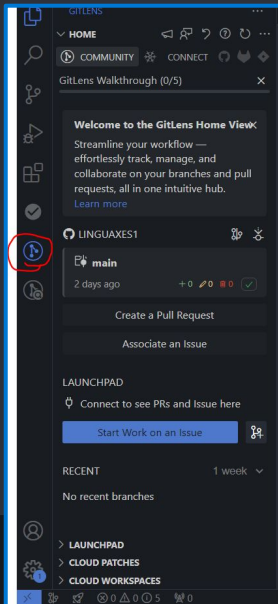 GITLENS
HOME
COMMUNITY CONNECT
GitLens Walkthrough (0/5)
Welcome to the GitLens Home View
Streamline your workflow —
effortlessly track, manage, and
collaborate on your branches and pull
requests, all in one intuitive hub.
Learn more
LINGUAXES1
main
2 days ago +0 0 0
Create a Pull Request
Associate an Issue
LAUNCHPAD
Connect to see PRs and Issue here
Start Work on an Issue
RECENT 1 week
No recent branches
LAUNCHPAD
CLOUD PATCHES
CLOUD WORKSPACES
1
0 0 5 0